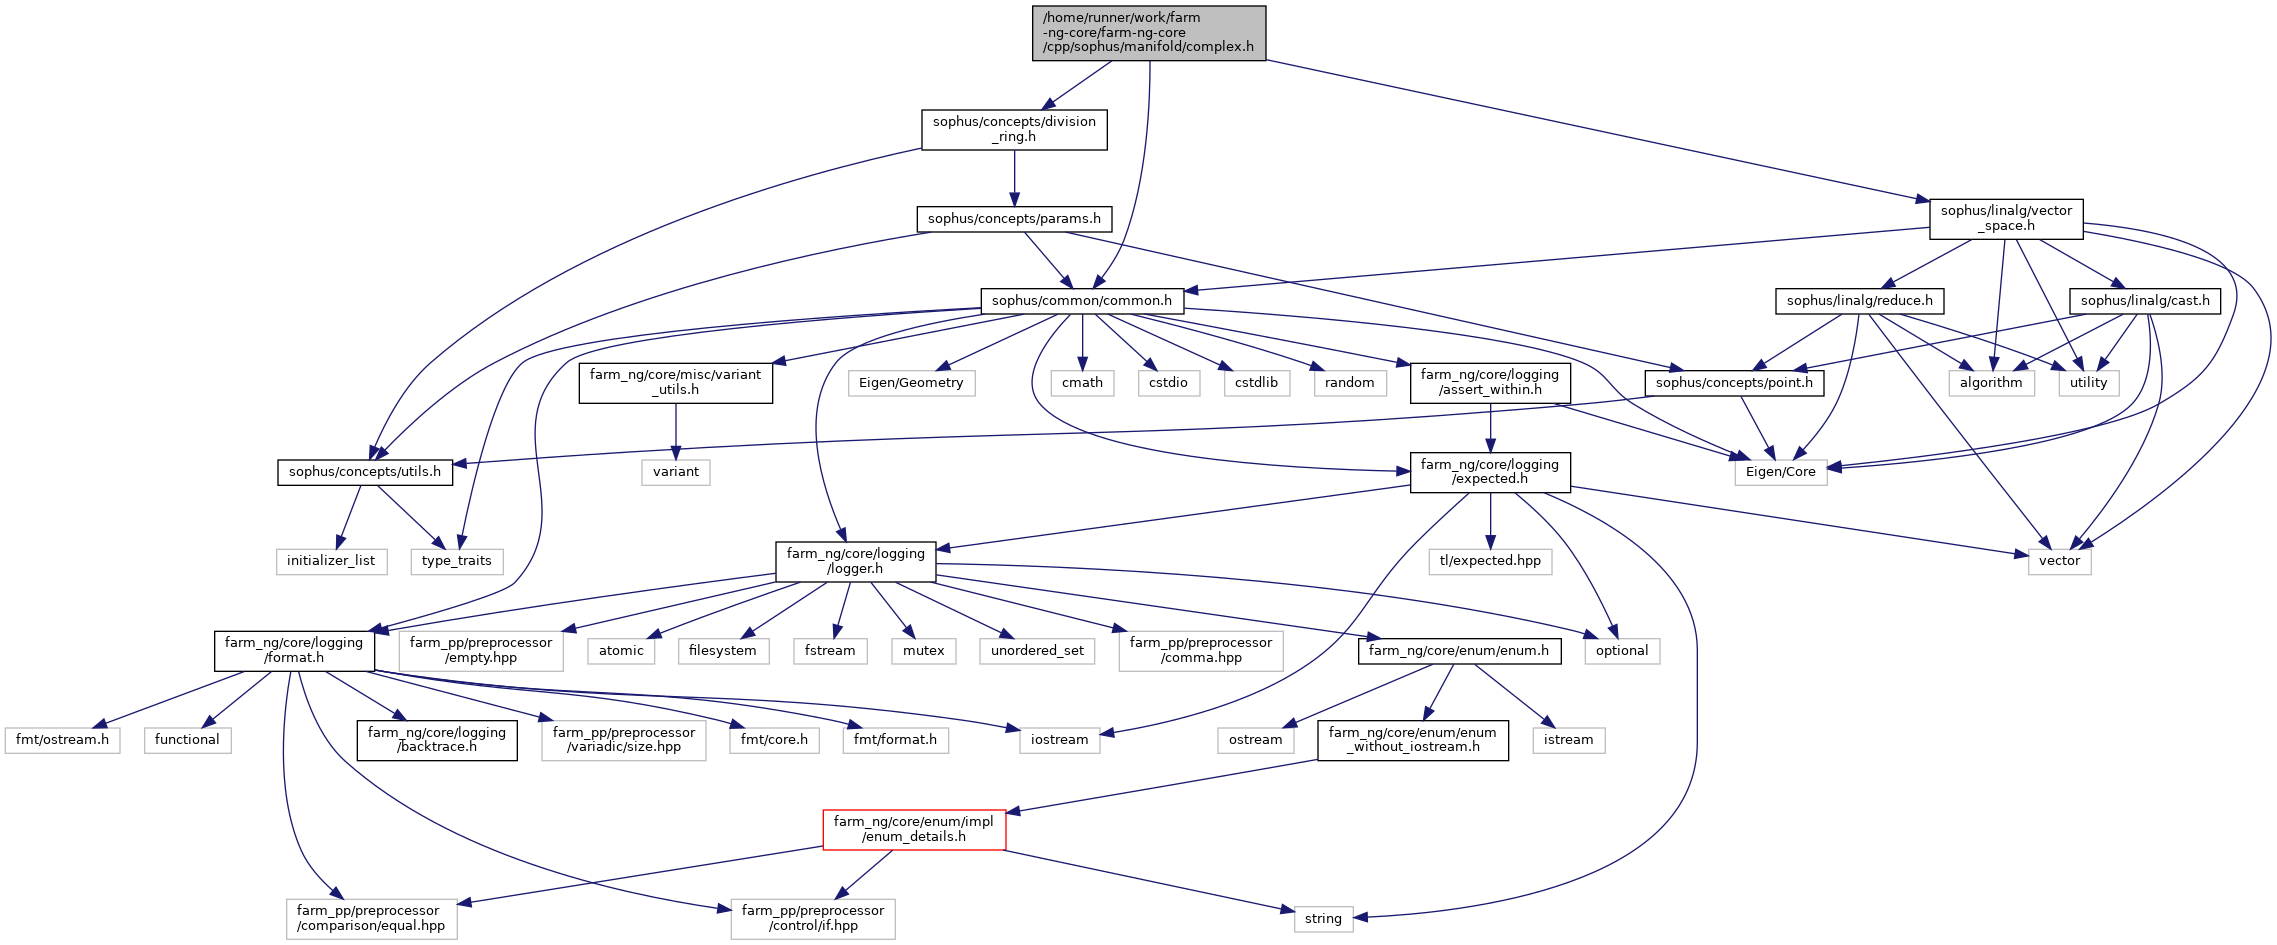 /home/runner/work/farm
-ng-core/farm-ng-core
/cpp/sophus/manifold/complex.h
sophus/concepts/division
_ring.h
sophus/concepts/params.h
sophus/linalg/vector
_space.h
sophus/common/common.h
sophus/linalg/reduce.h
sophus/linalg/cast.h
farm_ng/core/misc/variant
_utils.h
Eigen/Geometry
cmath
cstdio
cstdlib
random
farm_ng/core/logging
/assert_within.h
sophus/concepts/point.h
algorithm
utility
sophus/concepts/utils.h
variant
farm_ng/core/logging
/expected.h
Eigen/Core
initializer_list
type_traits
farm_ng/core/logging
/logger.h
tl/expected.hpp
vector
farm_ng/core/logging
/format.h
farm_pp/preprocessor
/empty.hpp
atomic
filesystem
fstream
mutex
unordered_set
farm_pp/preprocessor
/comma.hpp
farm_ng/core/enum/enum.h
optional
fmt/ostream.h
functional
farm_ng/core/logging
/backtrace.h
farm_pp/preprocessor
/variadic/size.hpp
fmt/core.h
fmt/format.h
iostream
ostream
farm_ng/core/enum/enum
_without_iostream.h
istream
farm_ng/core/enum/impl
/enum_details.h
farm_pp/preprocessor
/comparison/equal.hpp
farm_pp/preprocessor
/control/if.hpp
string